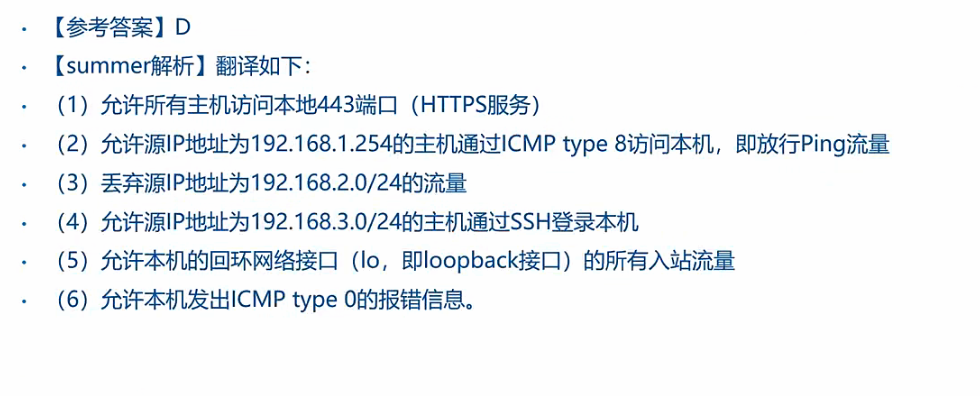 • 【参考答案】D
• 【summer解析】翻译如下：
• （1）允许所有主机访问本地443端口（HTTPS服务）
• （2）允许源IP地址为192.168.1.254的主机通过ICMP type 8访问本机，即放行Ping流量
• （3）丢弃源IP地址为192.168.2.0/24的流量
• （4）允许源IP地址为192.168.3.0/24的主机通过SSH登录本机
• （5）允许本机的回环网络接口（lo，即loopback接口）的所有入站流量
• （6）允许本机发出ICMP type 0的报错信息。